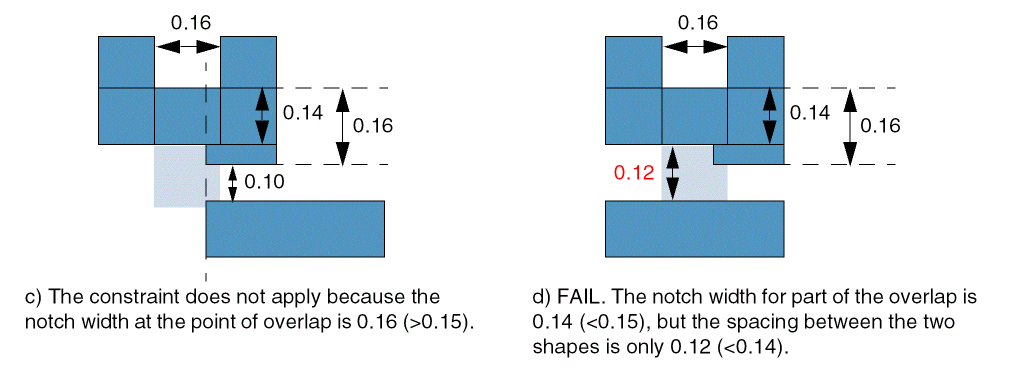 0.16
0.14
0.16
0.10
c) The constraint does not apply because the
notch width at the point of overlap is 0.16 (>0.15).
0.16
0.14
0.16
0.12
d) FAIL. The notch width for part of the overlap is
0.14 (<0.15), but the spacing between the two
shapes is only 0.12 (<0.14).